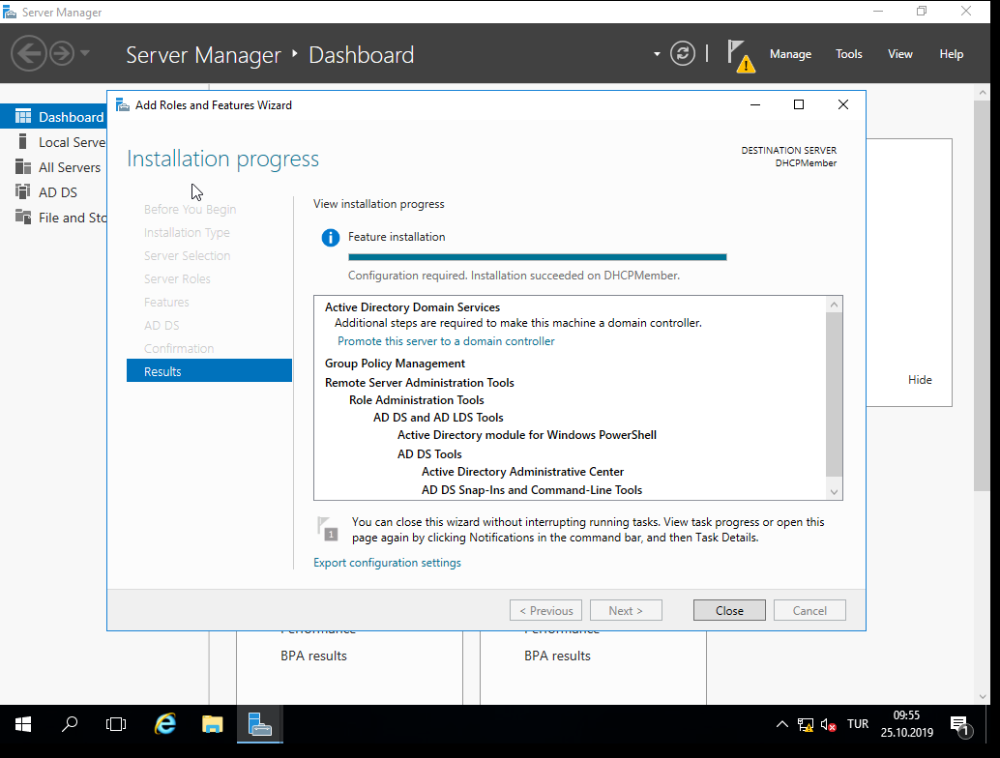 Server Manager
Server Manager Dashboard
Manage Tools View Help
Add Roles and Features Wizard
Dashboard
Local Serve
All Servers
AD DS
File and Sto
Installation progress
DESTINATION SERVER
DHCPMember
Before You Begin
Installation Type
Server Selection
Server Roles
Features
AD DS
Confirmation
Results
View installation progress
Feature installation
Configuration required. Installation succeeded on DHCPMember.
Active Directory Domain Services
Additional steps are required to make this machine a domain controller.
Promote this server to a domain controller
Group Policy Management
Remote Server Administration Tools
Role Administration Tools
AD DS and AD LDS Tools
Active Directory module for Windows PowerShell
AD DS Tools
Active Directory Administrative Center
AD DS Snap-Ins and Command-Line Tools
Hide
1
You can close this wizard without interrupting running tasks. View task progress or open this
page again by clicking Notifications in the command bar, and then Task Details.
Export configuration settings
< Previous Next > Close Cancel
Performance Performance
BPA results BPA results
TUR
09:55
25.10.2019
1